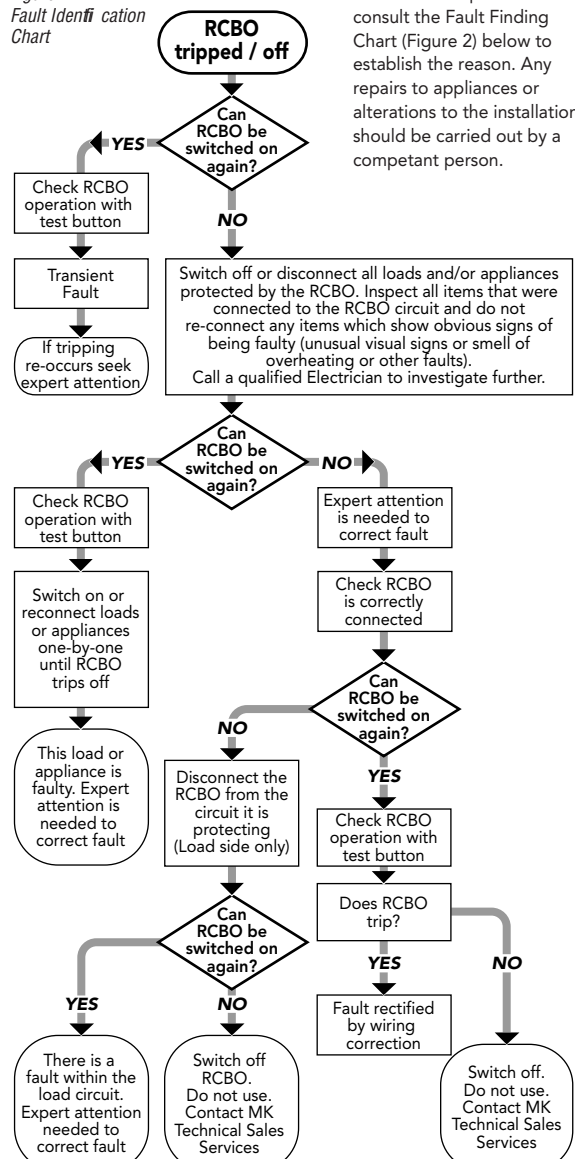 Fault Identification
Chart
consult the Fault Finding
Chart (Figure 2) below to
establish the reason. Any
repairs to appliances or
alterations to the installation
should be carried out by a
competant person.
RCBO
tripped / off
Can
RCBO be
switched on
again?
YES
Check RCBO
operation with
test button
Transient
Fault
If tripping
re-occurs seek
expert attention
NO
Switch off or disconnect all loads and/or appliances
protected by the RCBO. Inspect all items that were
connected to the RCBO circuit and do not
re-connect any items which show obvious signs of
being faulty (unusual visual signs or smell of
overheating or other faults).
Call a qualified Electrician to investigate further.
Can
RCBO be
switched on
again?
YES
Check RCBO
operation with
test button
Switch on or
reconnect loads
or appliances
one-by-one
until RCBO
trips off
This load or
appliance is
faulty. Expert
attention is
needed to
correct fault
NO
Expert attention
is needed to
correct fault
Check RCBO
is correctly
connected
Can
RCBO be
switched on
again?
NO
Disconnect the
RCBO from the
circuit it is
protecting
(Load side only)
Can
RCBO be
switched on
again?
YES
There is a
fault within the
load circuit.
Expert attention
needed to
correct fault
NO
Switch off
RCBO.
Do not use.
Contact MK
Technical Sales
Services
YES
Check RCBO
operation with
test button
Does RCBO
trip?
YES
Fault rectified
by wiring
correction
NO
Switch off.
Do not use.
Contact MK
Technical Sales
Services